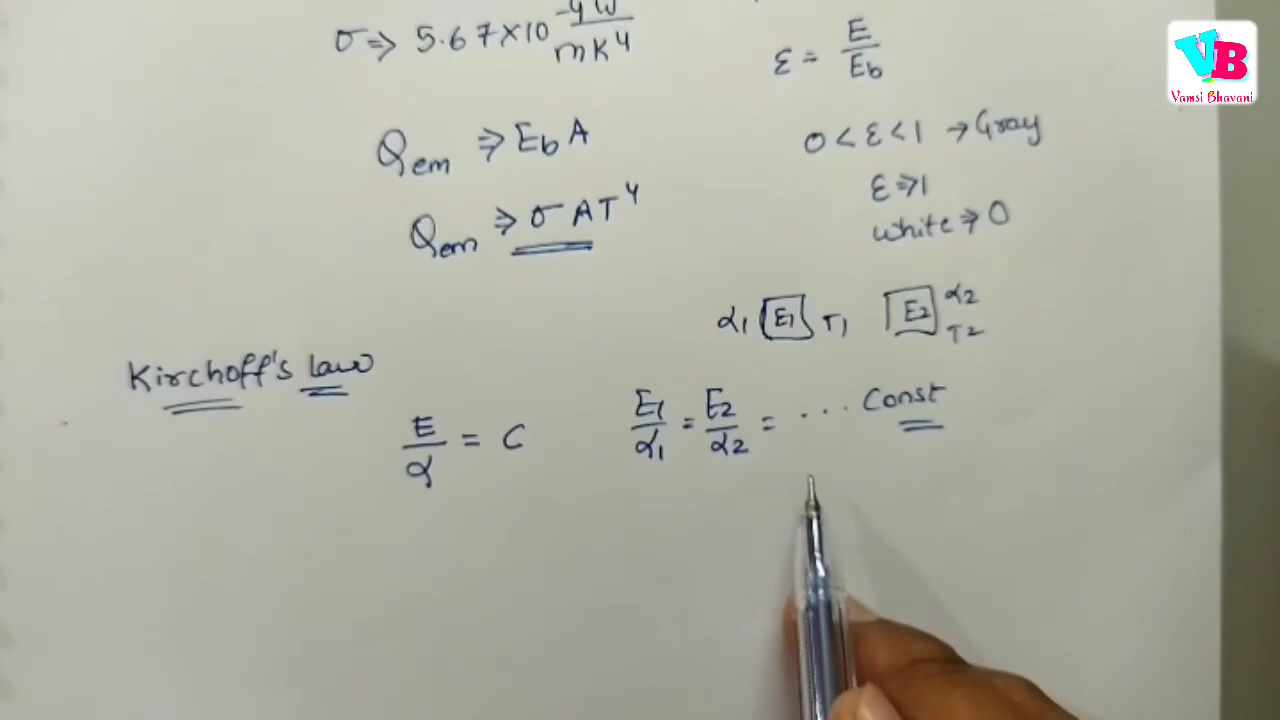 σ ⇒ 5.67×10 -4W / mK4
ε = E / Eb
Qem ⇒ Eb A
0 < ε < 1 → Gray
ε ⇒ 1
Qem ⇒ σ A T4
white ⇒ 0
α1 E1 T1 E2 α2 T2
Kirchoff's law
E / α = C
E1 / α1 = E2 / α2 = ... Const
VB
Vamsi Bhavani